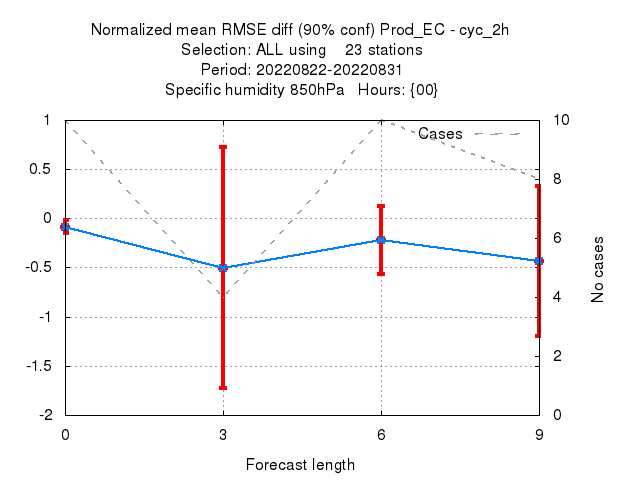 Normalized mean RMSE diff (90% conf) Prod_EC - cyc_2h
Selection: ALL using    23 stations
Period: 20220822-20220831
Specific humidity 850hPa   Hours: {00}
Cases
1
0.5
0
-0.5
-1
-1.5
-2
10
8
6
4
2
0
No cases
0 3 6 9
Forecast length